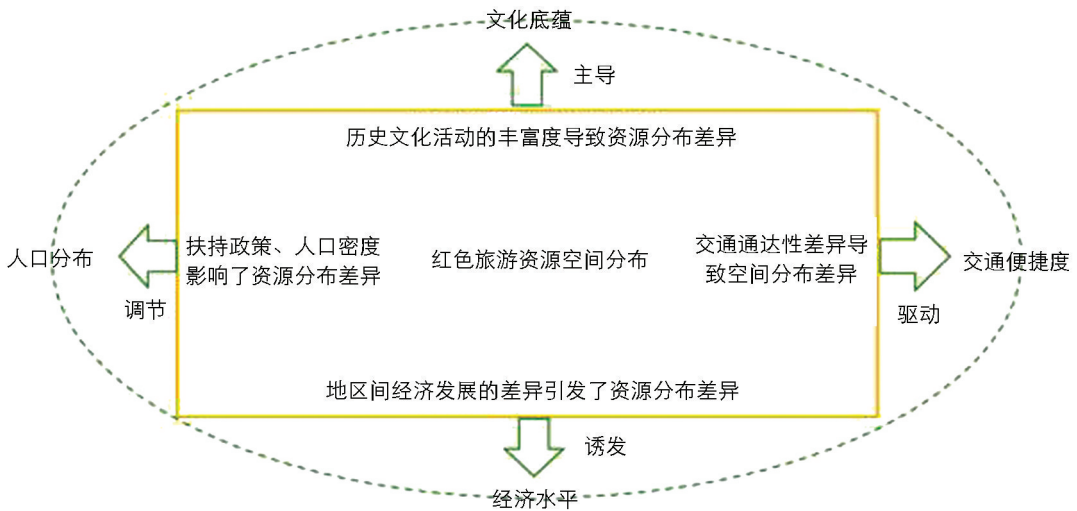 文化底蕴
主导
历史文化活动的丰富度导致资源分布差异
人口分布
扶持政策、人口密度
影响了资源分布差异
红色旅游资源空间分布
交通通达性差异导
致空间分布差异
交通便捷度
调节
驱动
地区间经济发展的差异引发了资源分布差异
诱发
经济水平